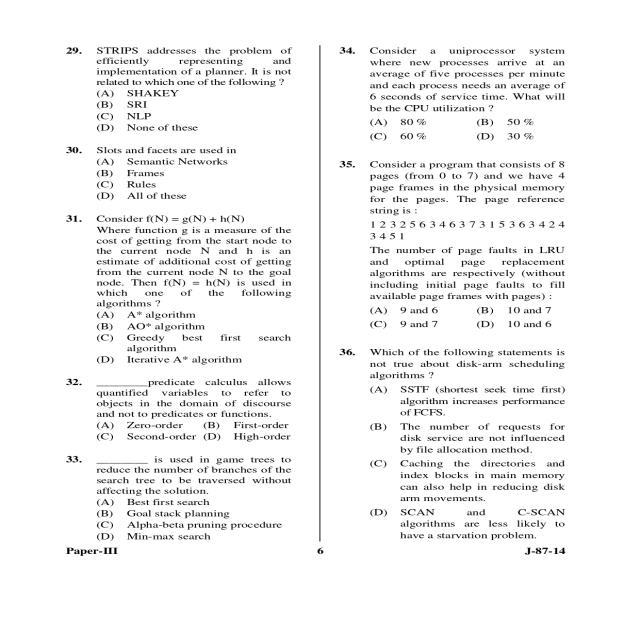 29. STRIPS addresses the problem of
efficiently representing and
implementation of a planner. It is not
related to which one of the following ?
(A) SHAKEY
(B) SRI
(C) NLP
(D) None of these
30. Slots and facets are used in
(A) Semantic Networks
(B) Frames
(C) Rules
(D) All of these
31. Consider f(N) = g(N) + h(N)
Where function g is a measure of the
cost of getting from the start node to
the current node N and h is an
estimate of additional cost of getting
from the current node N to the goal
node. Then f(N) = h(N) is used in
which one of the following
algorithms ?
(A) A* algorithm
(B) AO* algorithm
(C) Greedy best first search
algorithm
(D) Iterative A* algorithm
32. _________predicate calculus allows
quantified variables to refer to
objects in the domain of discourse
and not to predicates or functions.
(A) Zero-order (B) First-order
(C) Second-order (D) High-order
33. _________ is used in game trees to
reduce the number of branches of the
search tree to be traversed without
affecting the solution.
(A) Best first search
(B) Goal stack planning
(C) Alpha-beta pruning procedure
(D) Min-max search
34. Consider a uniprocessor system
where new processes arrive at an
average of five processes per minute
and each process needs an average of
6 seconds of service time. What will
be the CPU utilization ?
(A) 80 % (B) 50 %
(C) 60 % (D) 30 %
35. Consider a program that consists of 8
pages (from 0 to 7) and we have 4
page frames in the physical memory
for the pages. The page reference
string is :
1 2 3 2 5 6 3 4 6 3 7 3 1 5 3 6 3 4 2 4
3 4 5 1
The number of page faults in LRU
and optimal page replacement
algorithms are respectively (without
including initial page faults to fill
available page frames with pages) :
(A) 9 and 6 (B) 10 and 7
(C) 9 and 7 (D) 10 and 6
36. Which of the following statements is
not true about disk-arm scheduling
algorithms ?
(A) SSTF (shortest seek time first)
algorithm increases performance
of FCFS.
(B) The number of requests for
disk service are not influenced
by file allocation method.
(C) Caching the directories and
index blocks in main memory
can also help in reducing disk
arm movements.
(D) SCAN and C-SCAN
algorithms are less likely to
have a starvation problem.
Paper-III 6 J-87-14